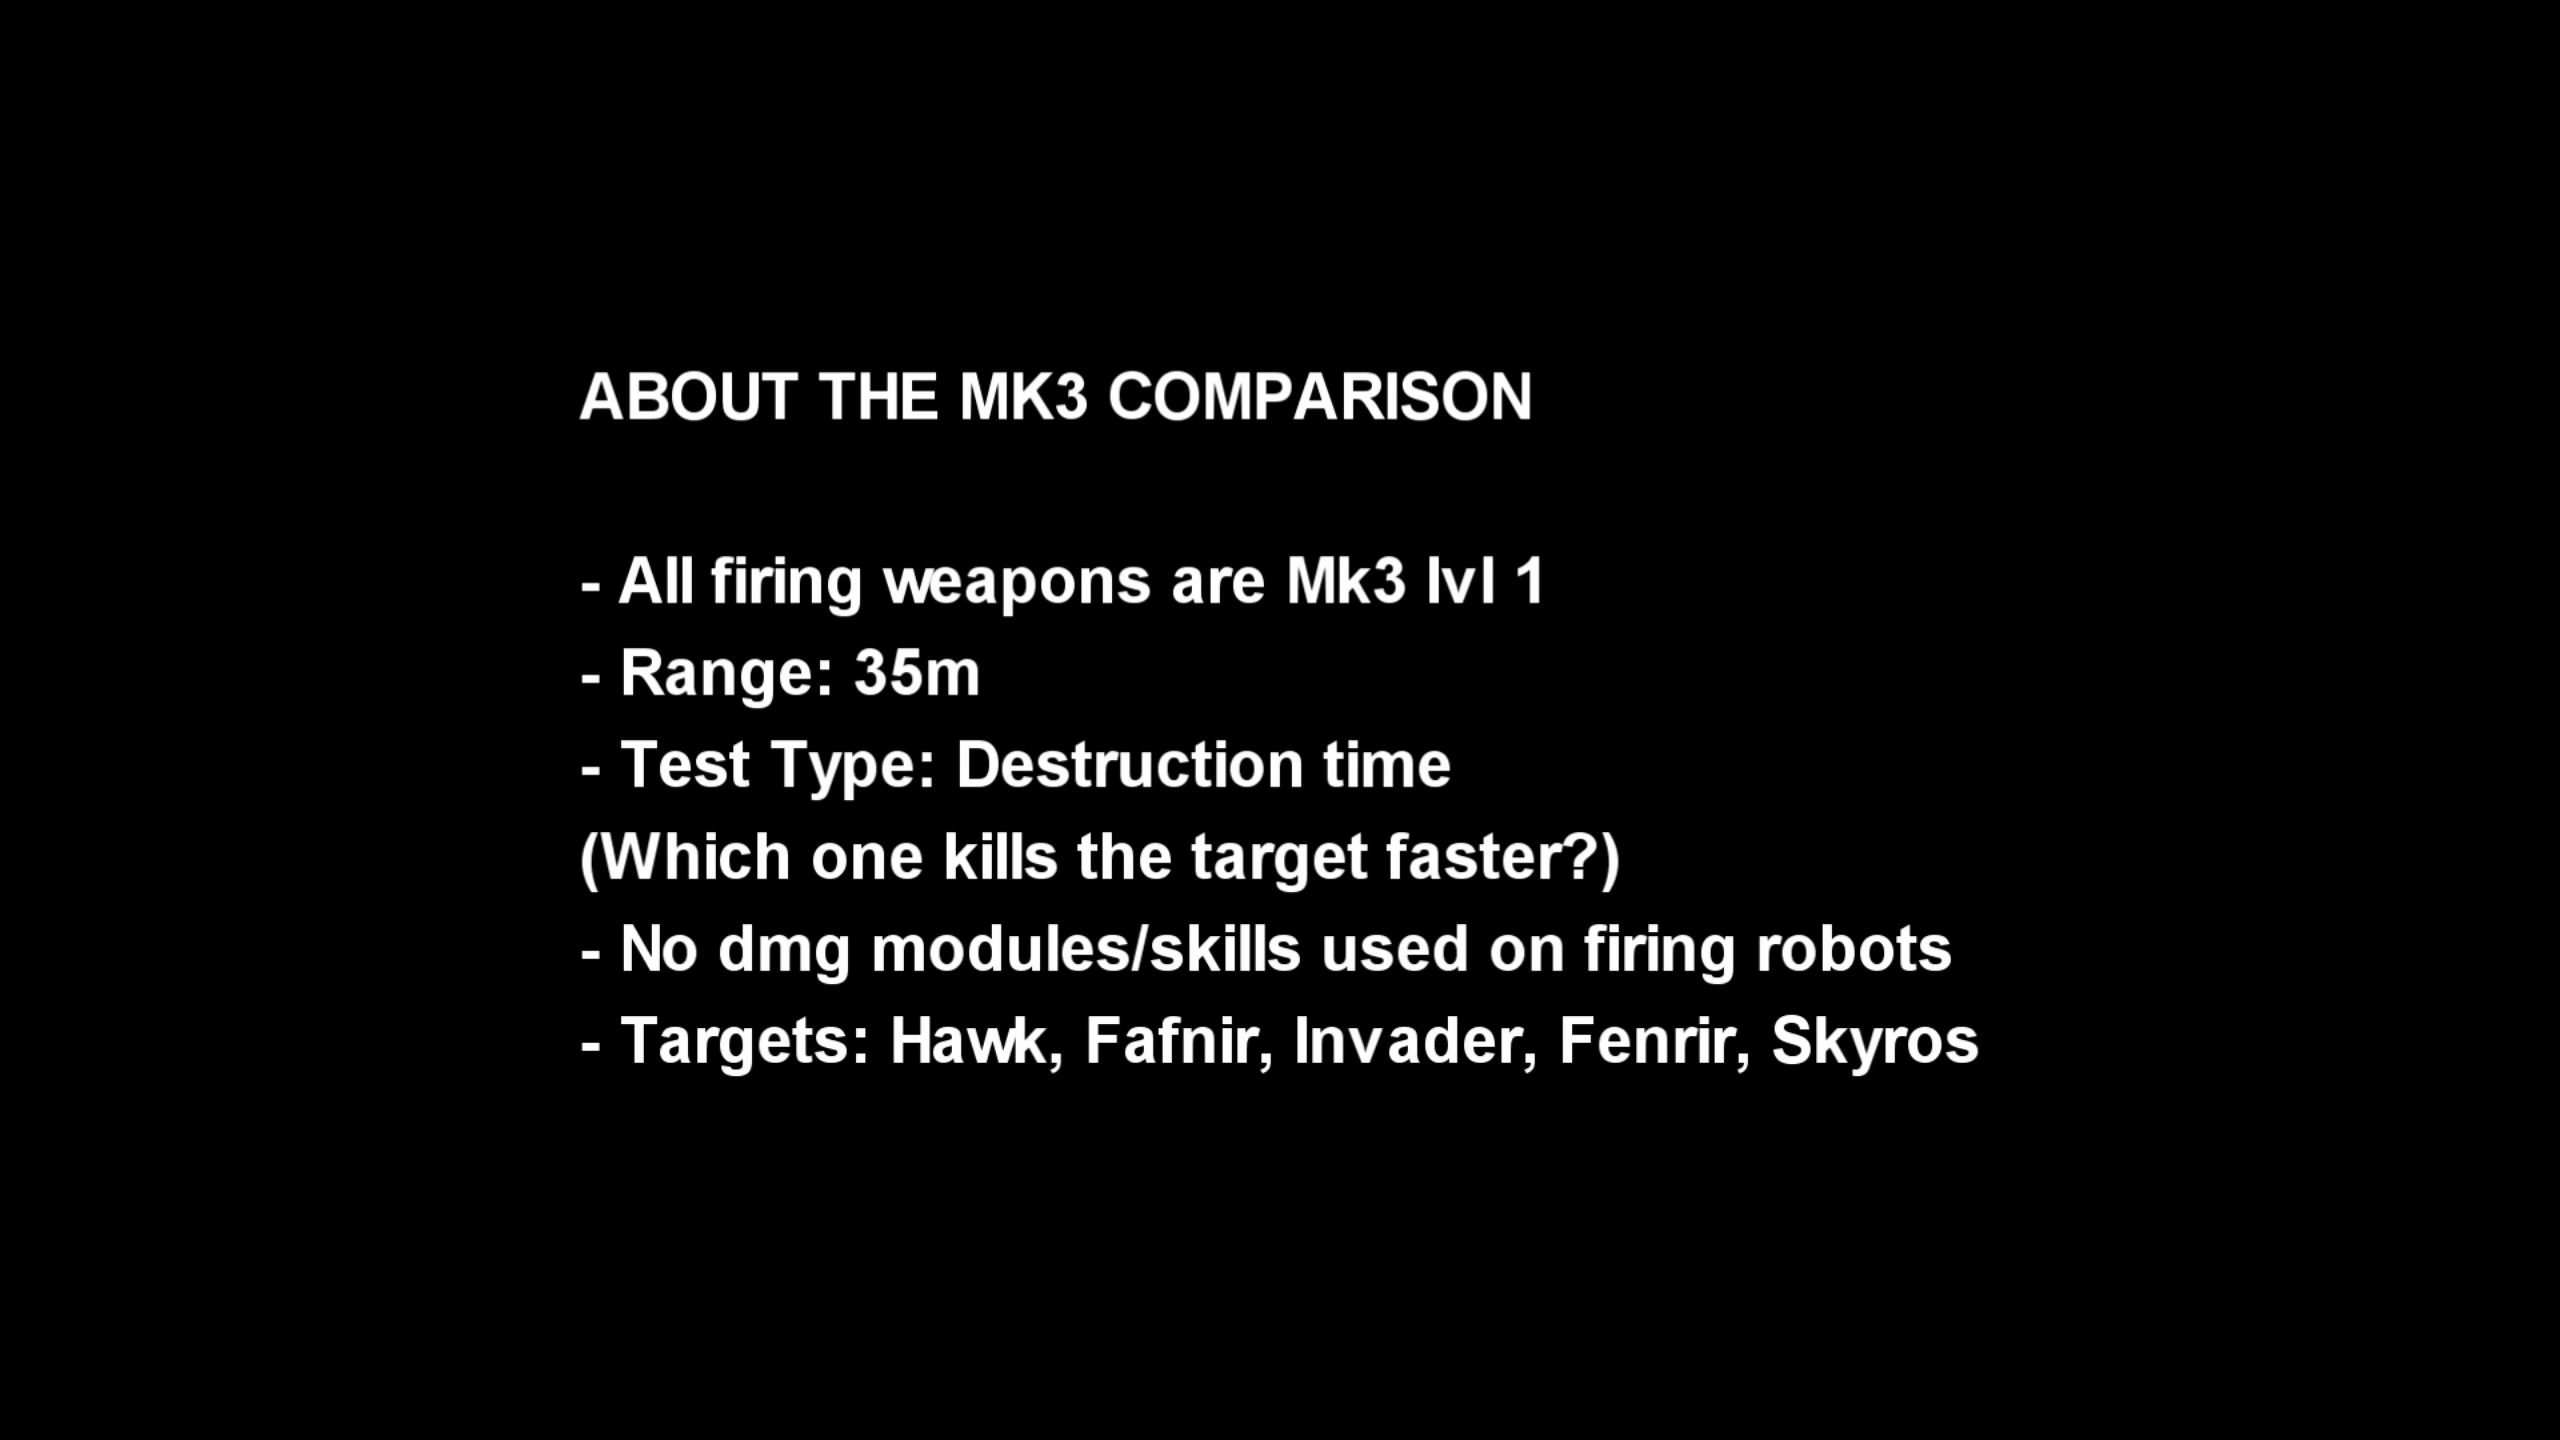 ABOUT THE MK3 COMPARISON
- All firing weapons are Mk3 lvl 1
- Range: 35m
- Test Type: Destruction time
(Which one kills the target faster?)
- No dmg modules/skills used on firing robots
- Targets: Hawk, Fafnir, Invader, Fenrir, Skyros